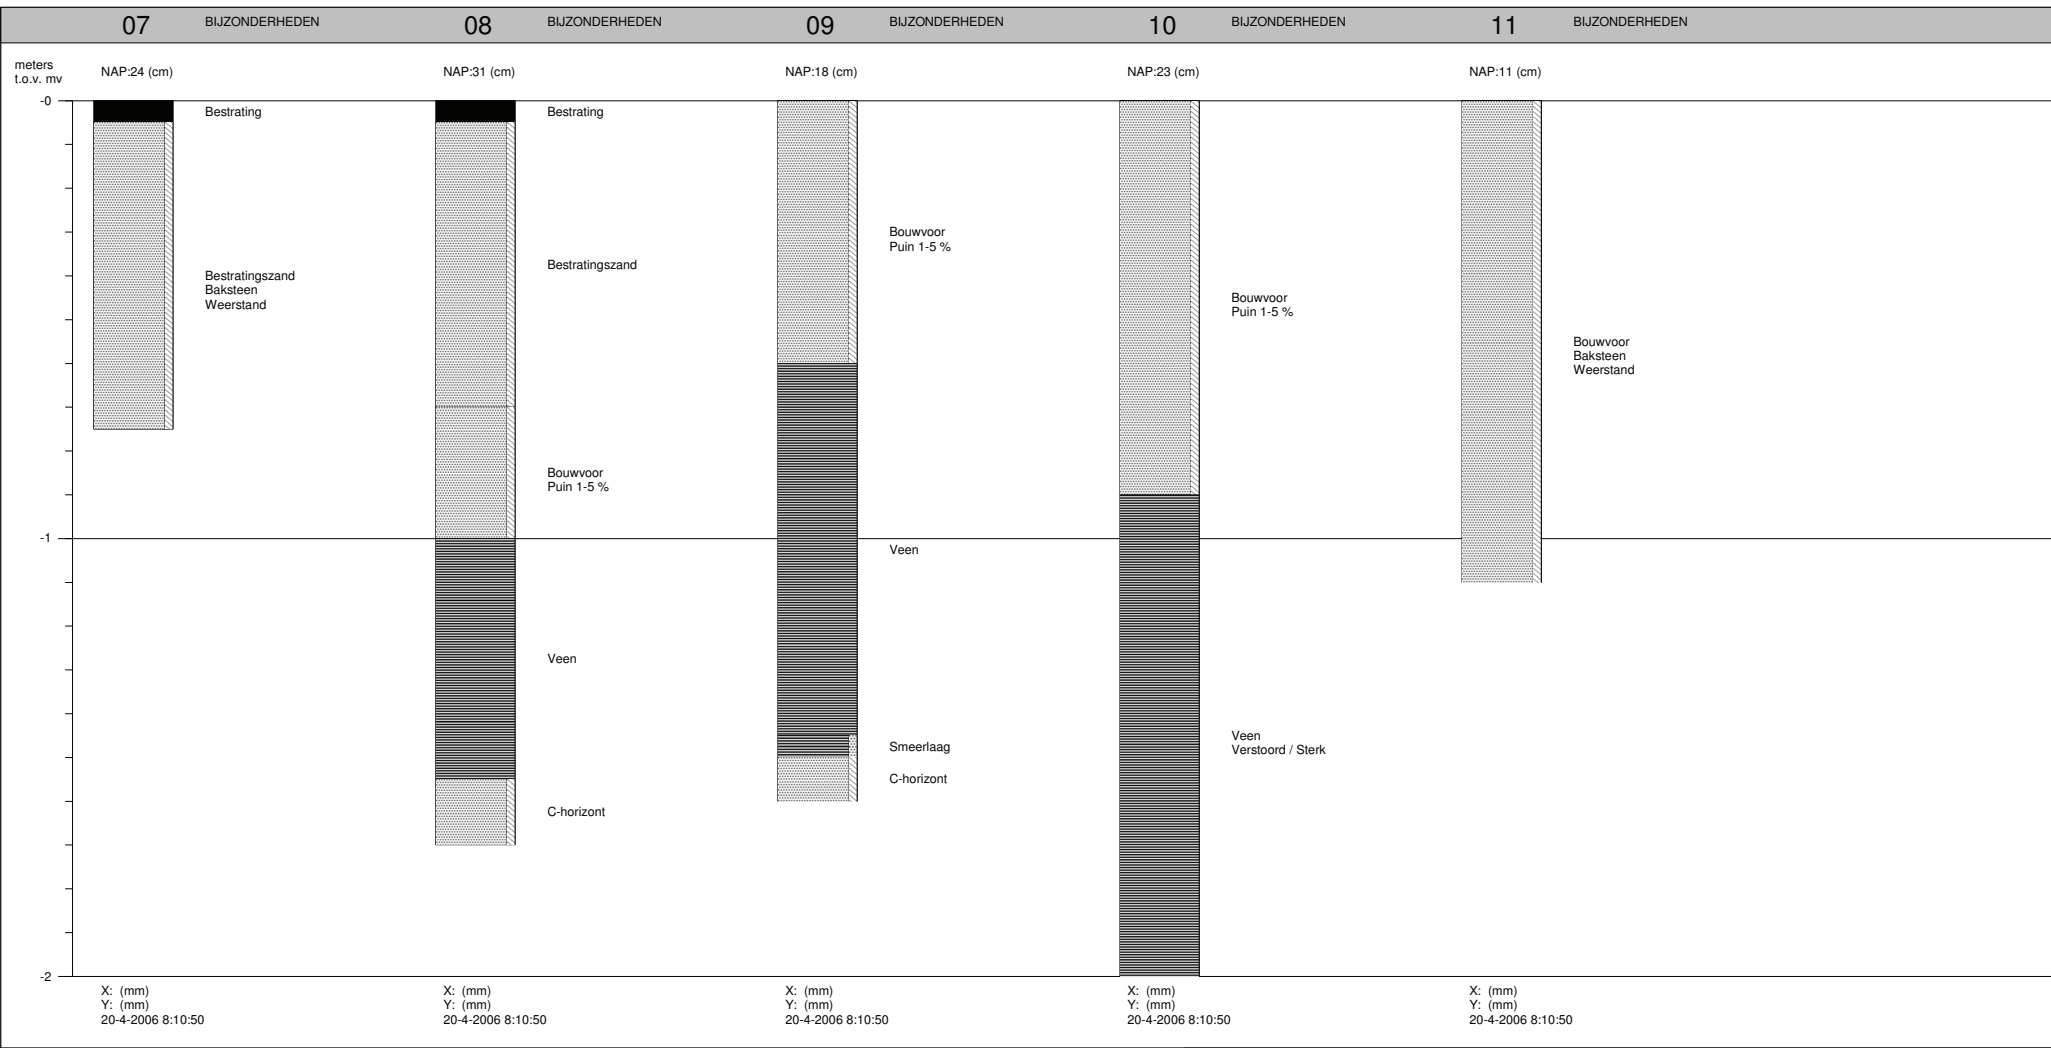 07 BIJZONDERHEDEN 08 BIJZONDERHEDEN 09 BIJZONDERHEDEN 10 BIJZONDERHEDEN 11 BIJZONDERHEDEN
meters
t.o.v. mv
NAP:24 (cm) NAP:31 (cm) NAP:18 (cm) NAP:23 (cm) NAP:11 (cm)
-0
-1
-2
Bestrating
Bestratingszand
Baksteen
Weerstand
Bestrating
Bestratingszand
Bouwvoor
Puin 1-5 %
Veen
C-horizont
Bouwvoor
Puin 1-5 %
Veen
Smeerlaag
C-horizont
Bouwvoor
Puin 1-5 %
Veen
Verstoord / Sterk
Bouwvoor
Baksteen
Weerstand
X: (mm) X: (mm) X: (mm) X: (mm) X: (mm)
Y: (mm) Y: (mm) Y: (mm) Y: (mm) Y: (mm)
20-4-2006 8:10:50 20-4-2006 8:10:50 20-4-2006 8:10:50 20-4-2006 8:10:50 20-4-2006 8:10:50